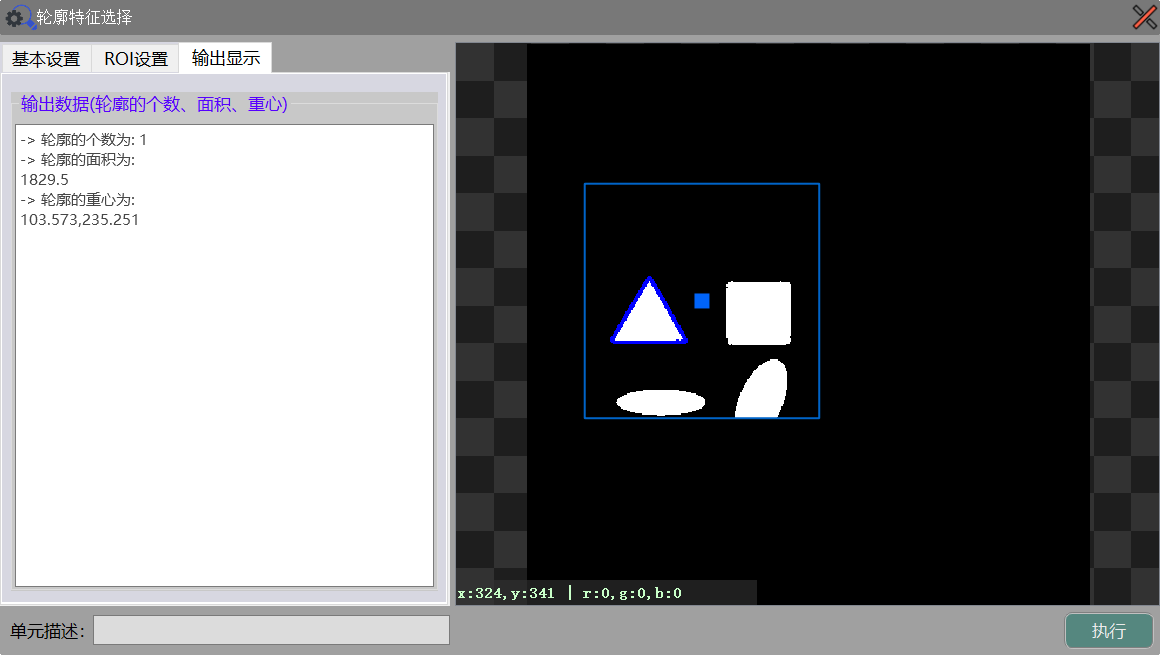 轮廓特征选择
基本设置 ROI设置 输出显示
输出数据(轮廓的个数、面积、重心)
-> 轮廓的个数为: 1
-> 轮廓的面积为:
1829.5
-> 轮廓的重心为:
103.573,235.251
x:324,y:341 | r:0,g:0,b:0
单元描述:
执行